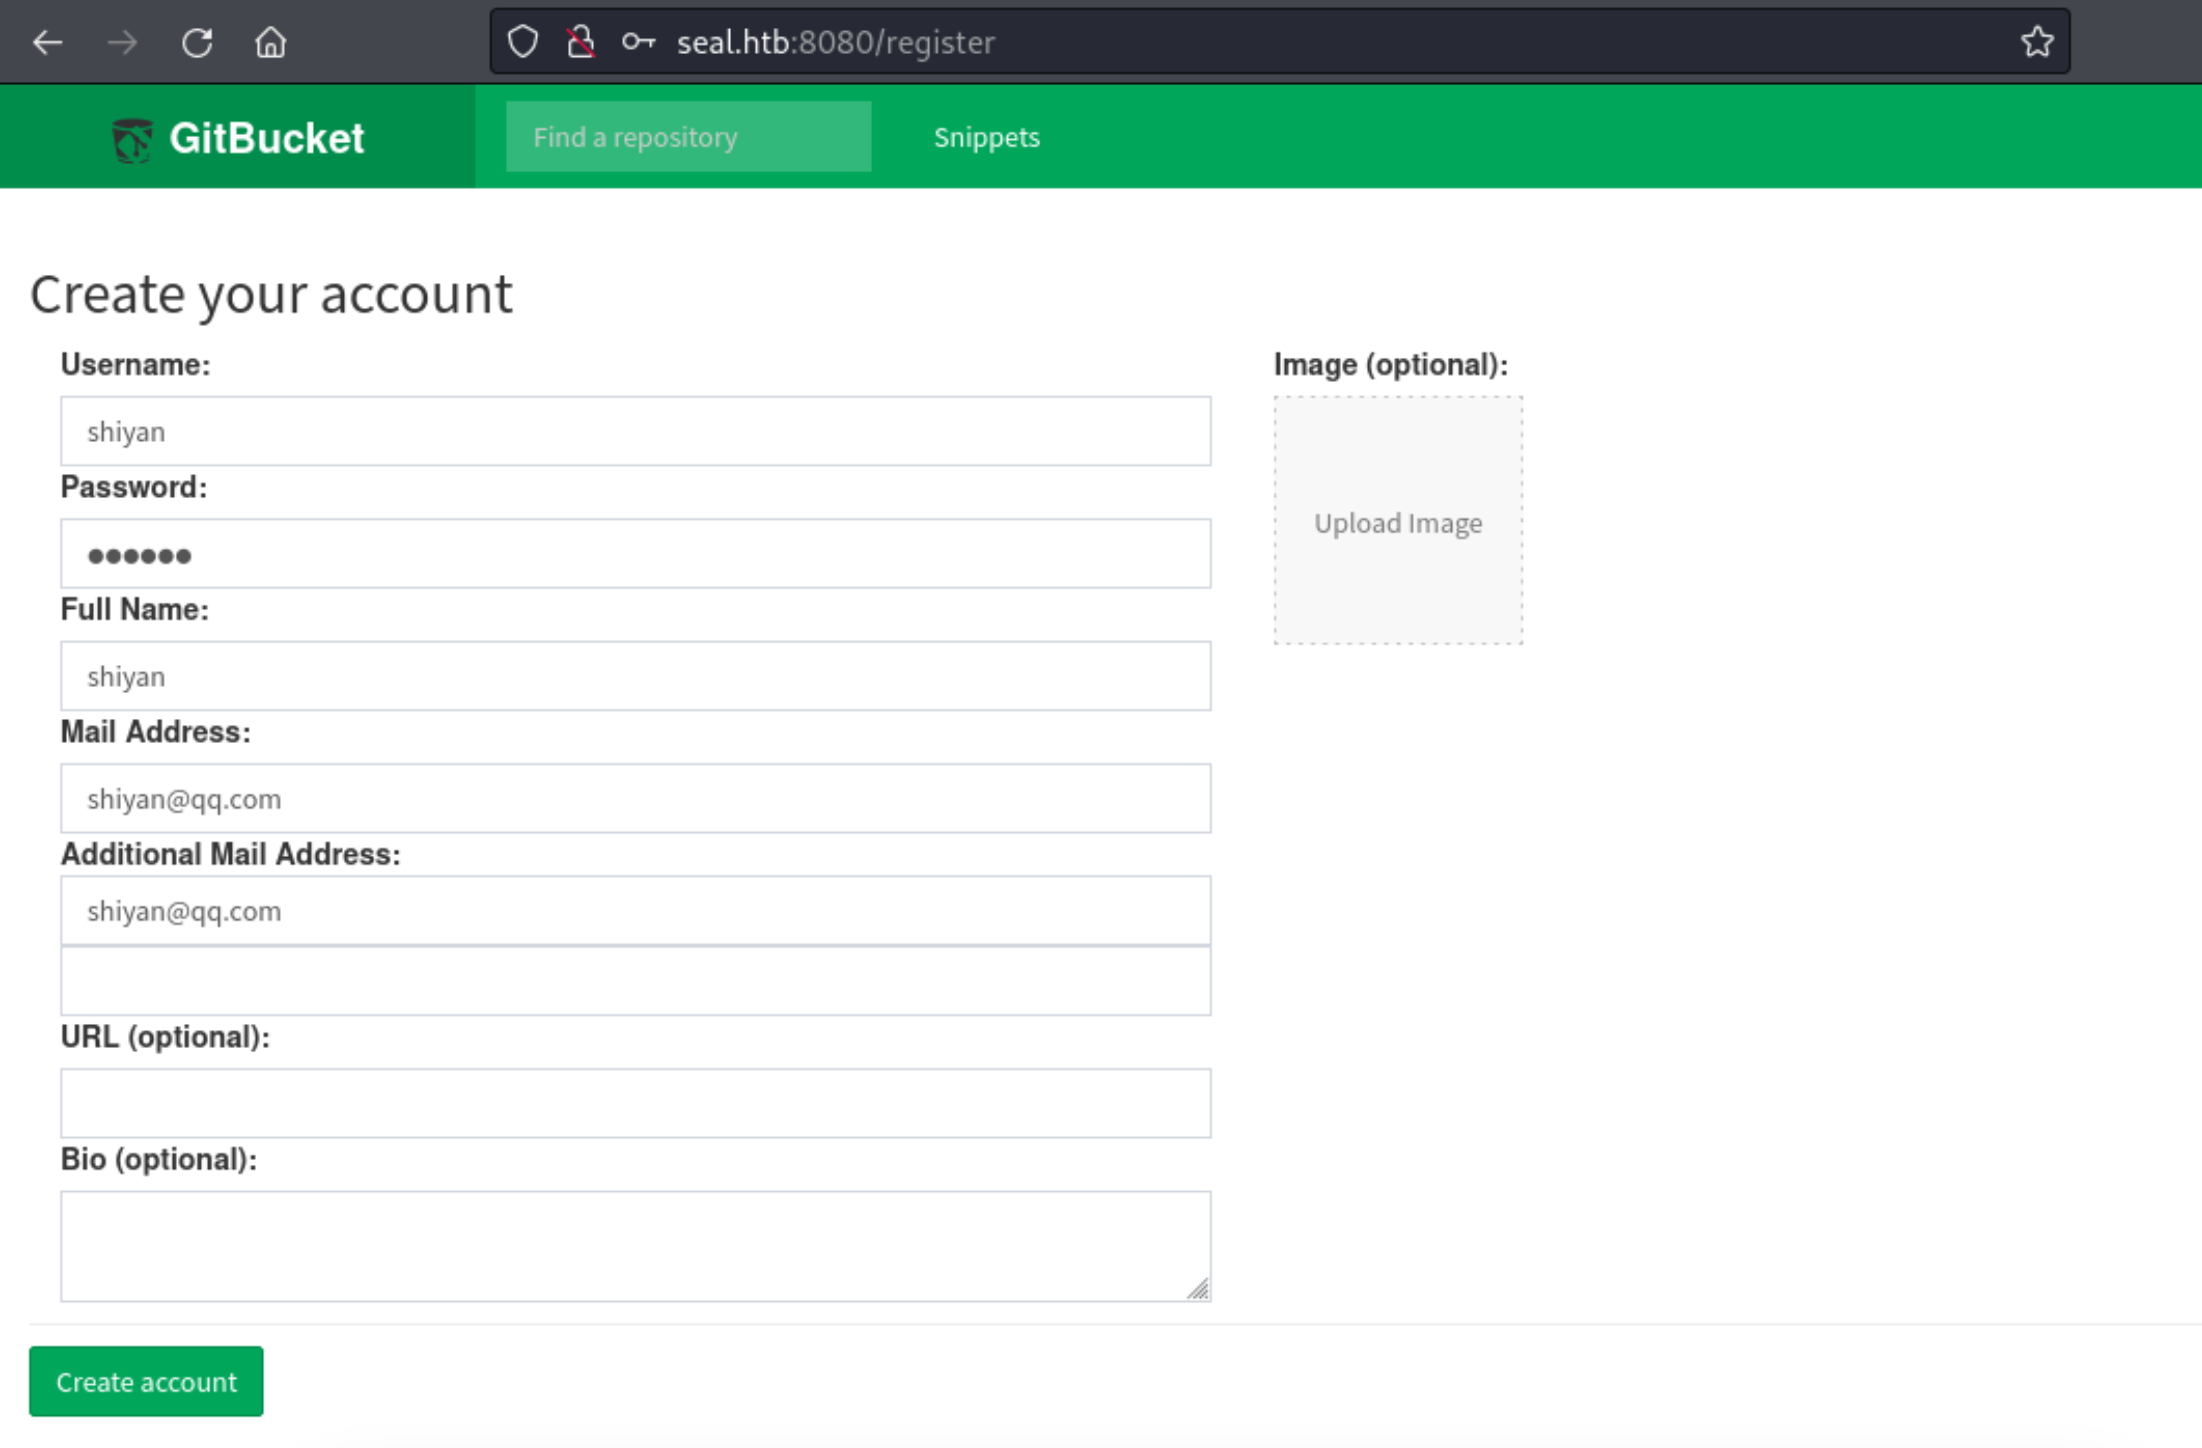 seal.htb:8080/register
GitBucket Find a repository Snippets
Create your account
Username:
shiyan
Password:
●●●●●●
Full Name:
shiyan
Mail Address:
shiyan@qq.com
Additional Mail Address:
shiyan@qq.com
URL (optional):
Bio (optional):
Image (optional):
Upload Image
Create account